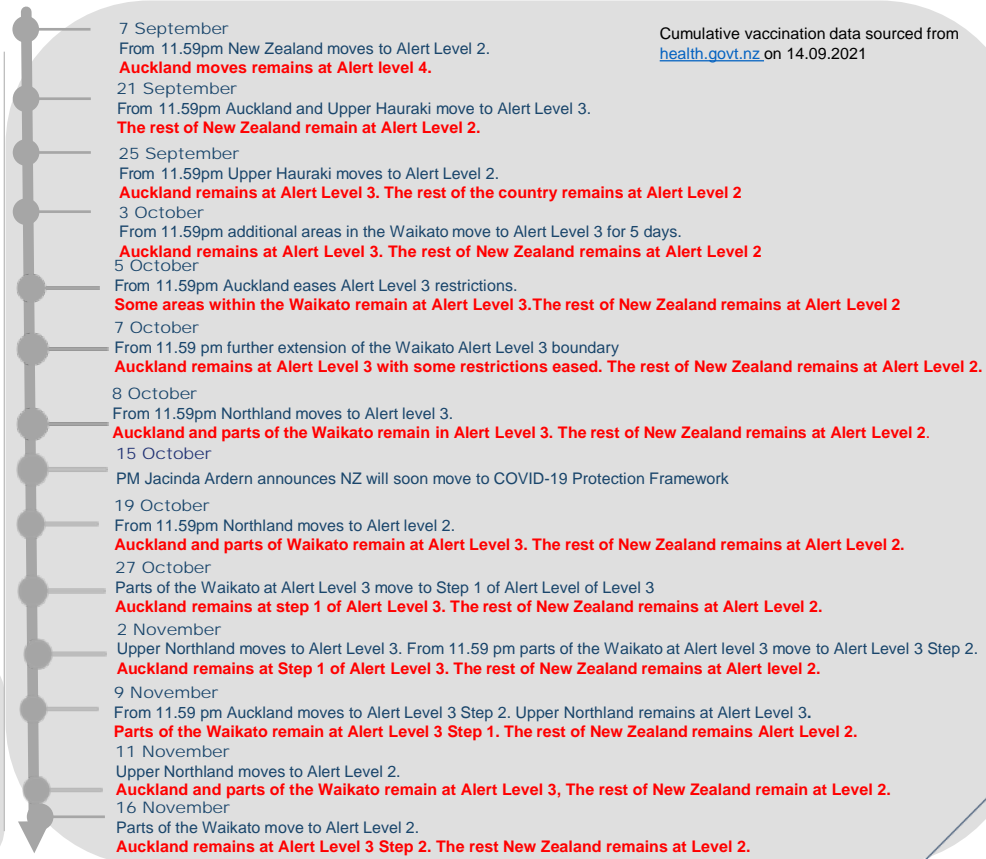 7 September
From 11.59pm New Zealand moves to Alert Level 2.
Auckland moves remains at Alert level 4.
Cumulative vaccination data sourced from
health.govt.nz on 14.09.2021
21 September
From 11.59pm Auckland and Upper Hauraki move to Alert Level 3.
The rest of New Zealand remain at Alert Level 2.
25 September
From 11.59pm Upper Hauraki moves to Alert Level 2.
Auckland remains at Alert Level 3. The rest of the country remains at Alert Level 2
3 October
From 11.59pm additional areas in the Waikato move to Alert Level 3 for 5 days.
Auckland remains at Alert Level 3. The rest of New Zealand remains at Alert Level 2
5 October
From 11.59pm Auckland eases Alert Level 3 restrictions.
Some areas within the Waikato remain at Alert Level 3.The rest of New Zealand remains at Alert Level 2
7 October
From 11.59 pm further extension of the Waikato Alert Level 3 boundary
Auckland remains at Alert Level 3 with some restrictions eased. The rest of New Zealand remains at Alert Level 2.
8 October
From 11.59pm Northland moves to Alert level 3.
Auckland and parts of the Waikato remain in Alert Level 3. The rest of New Zealand remains at Alert Level 2.
15 October
PM Jacinda Ardern announces NZ will soon move to COVID-19 Protection Framework
19 October
From 11.59pm Northland moves to Alert level 2.
Auckland and parts of Waikato remain at Alert Level 3. The rest of New Zealand remains at Alert Level 2.
27 October
Parts of the Waikato at Alert Level 3 move to Step 1 of Alert Level of Level 3
Auckland remains at step 1 of Alert Level 3. The rest of New Zealand remains at Alert Level 2.
2 November
Upper Northland moves to Alert Level 3. From 11.59 pm parts of the Waikato at Alert level 3 move to Alert Level 3 Step 2.
Auckland remains at Step 1 of Alert Level 3. The rest of New Zealand remains at Alert level 2.
9 November
From 11.59 pm Auckland moves to Alert Level 3 Step 2. Upper Northland remains at Alert Level 3.
Parts of the Waikato remain at Alert Level 3 Step 1. The rest of New Zealand remains Alert Level 2.
11 November
Upper Northland moves to Alert Level 2.
Auckland and parts of the Waikato remain at Alert Level 3, The rest of New Zealand remain at Level 2.
16 November
Parts of the Waikato move to Alert Level 2.
Auckland remains at Alert Level 3 Step 2. The rest New Zealand remains at Level 2.